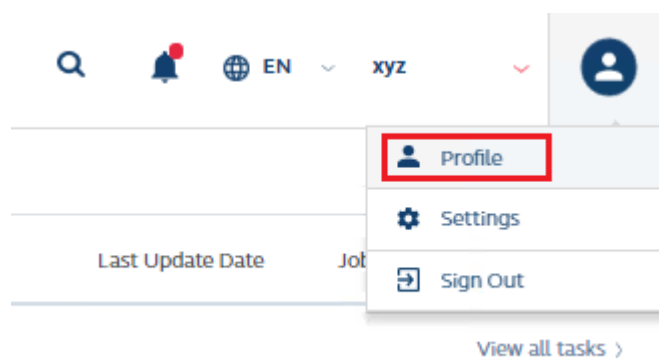 EN xyz
Profile
Settings
Last Update Date Job
Sign Out
View all tasks >